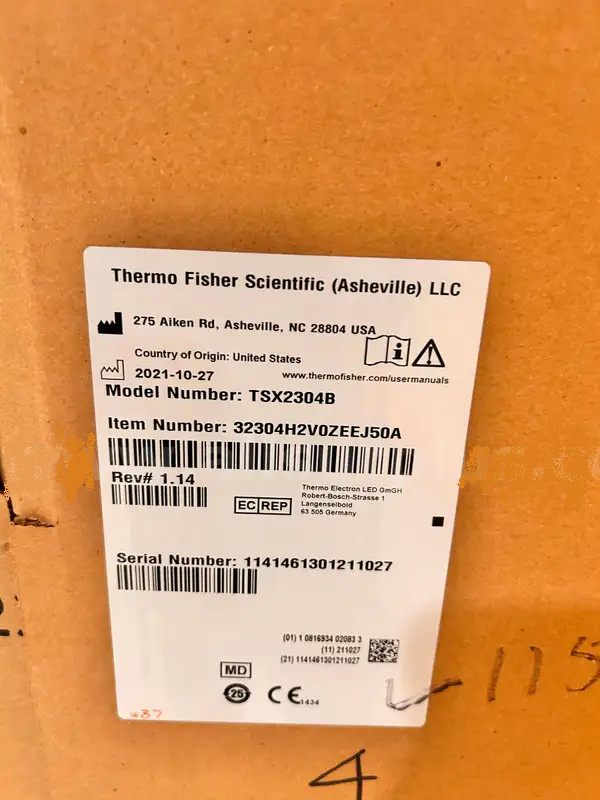 Thermo Fisher Scientific (Asheville) LLC
275 Aiken Rd, Asheville, NC 28804 USA
Country of Origin: United States
2021-10-27
www.thermofisher.com/usermanuals
Model Number: TSX2304B
Item Number: 32304H2V0ZEEJ50A
Rev# 1.14
EC REP
Thermo Electron LED GmGH
Robert-Bosch-Strasse 1
Langenselbold
63 505 Germany
Serial Number: 1141461301211027
(01) 1 0816934 02083 3
(11) 211027
(21) 1141461301211027
MD
25
CE 1434
115
4